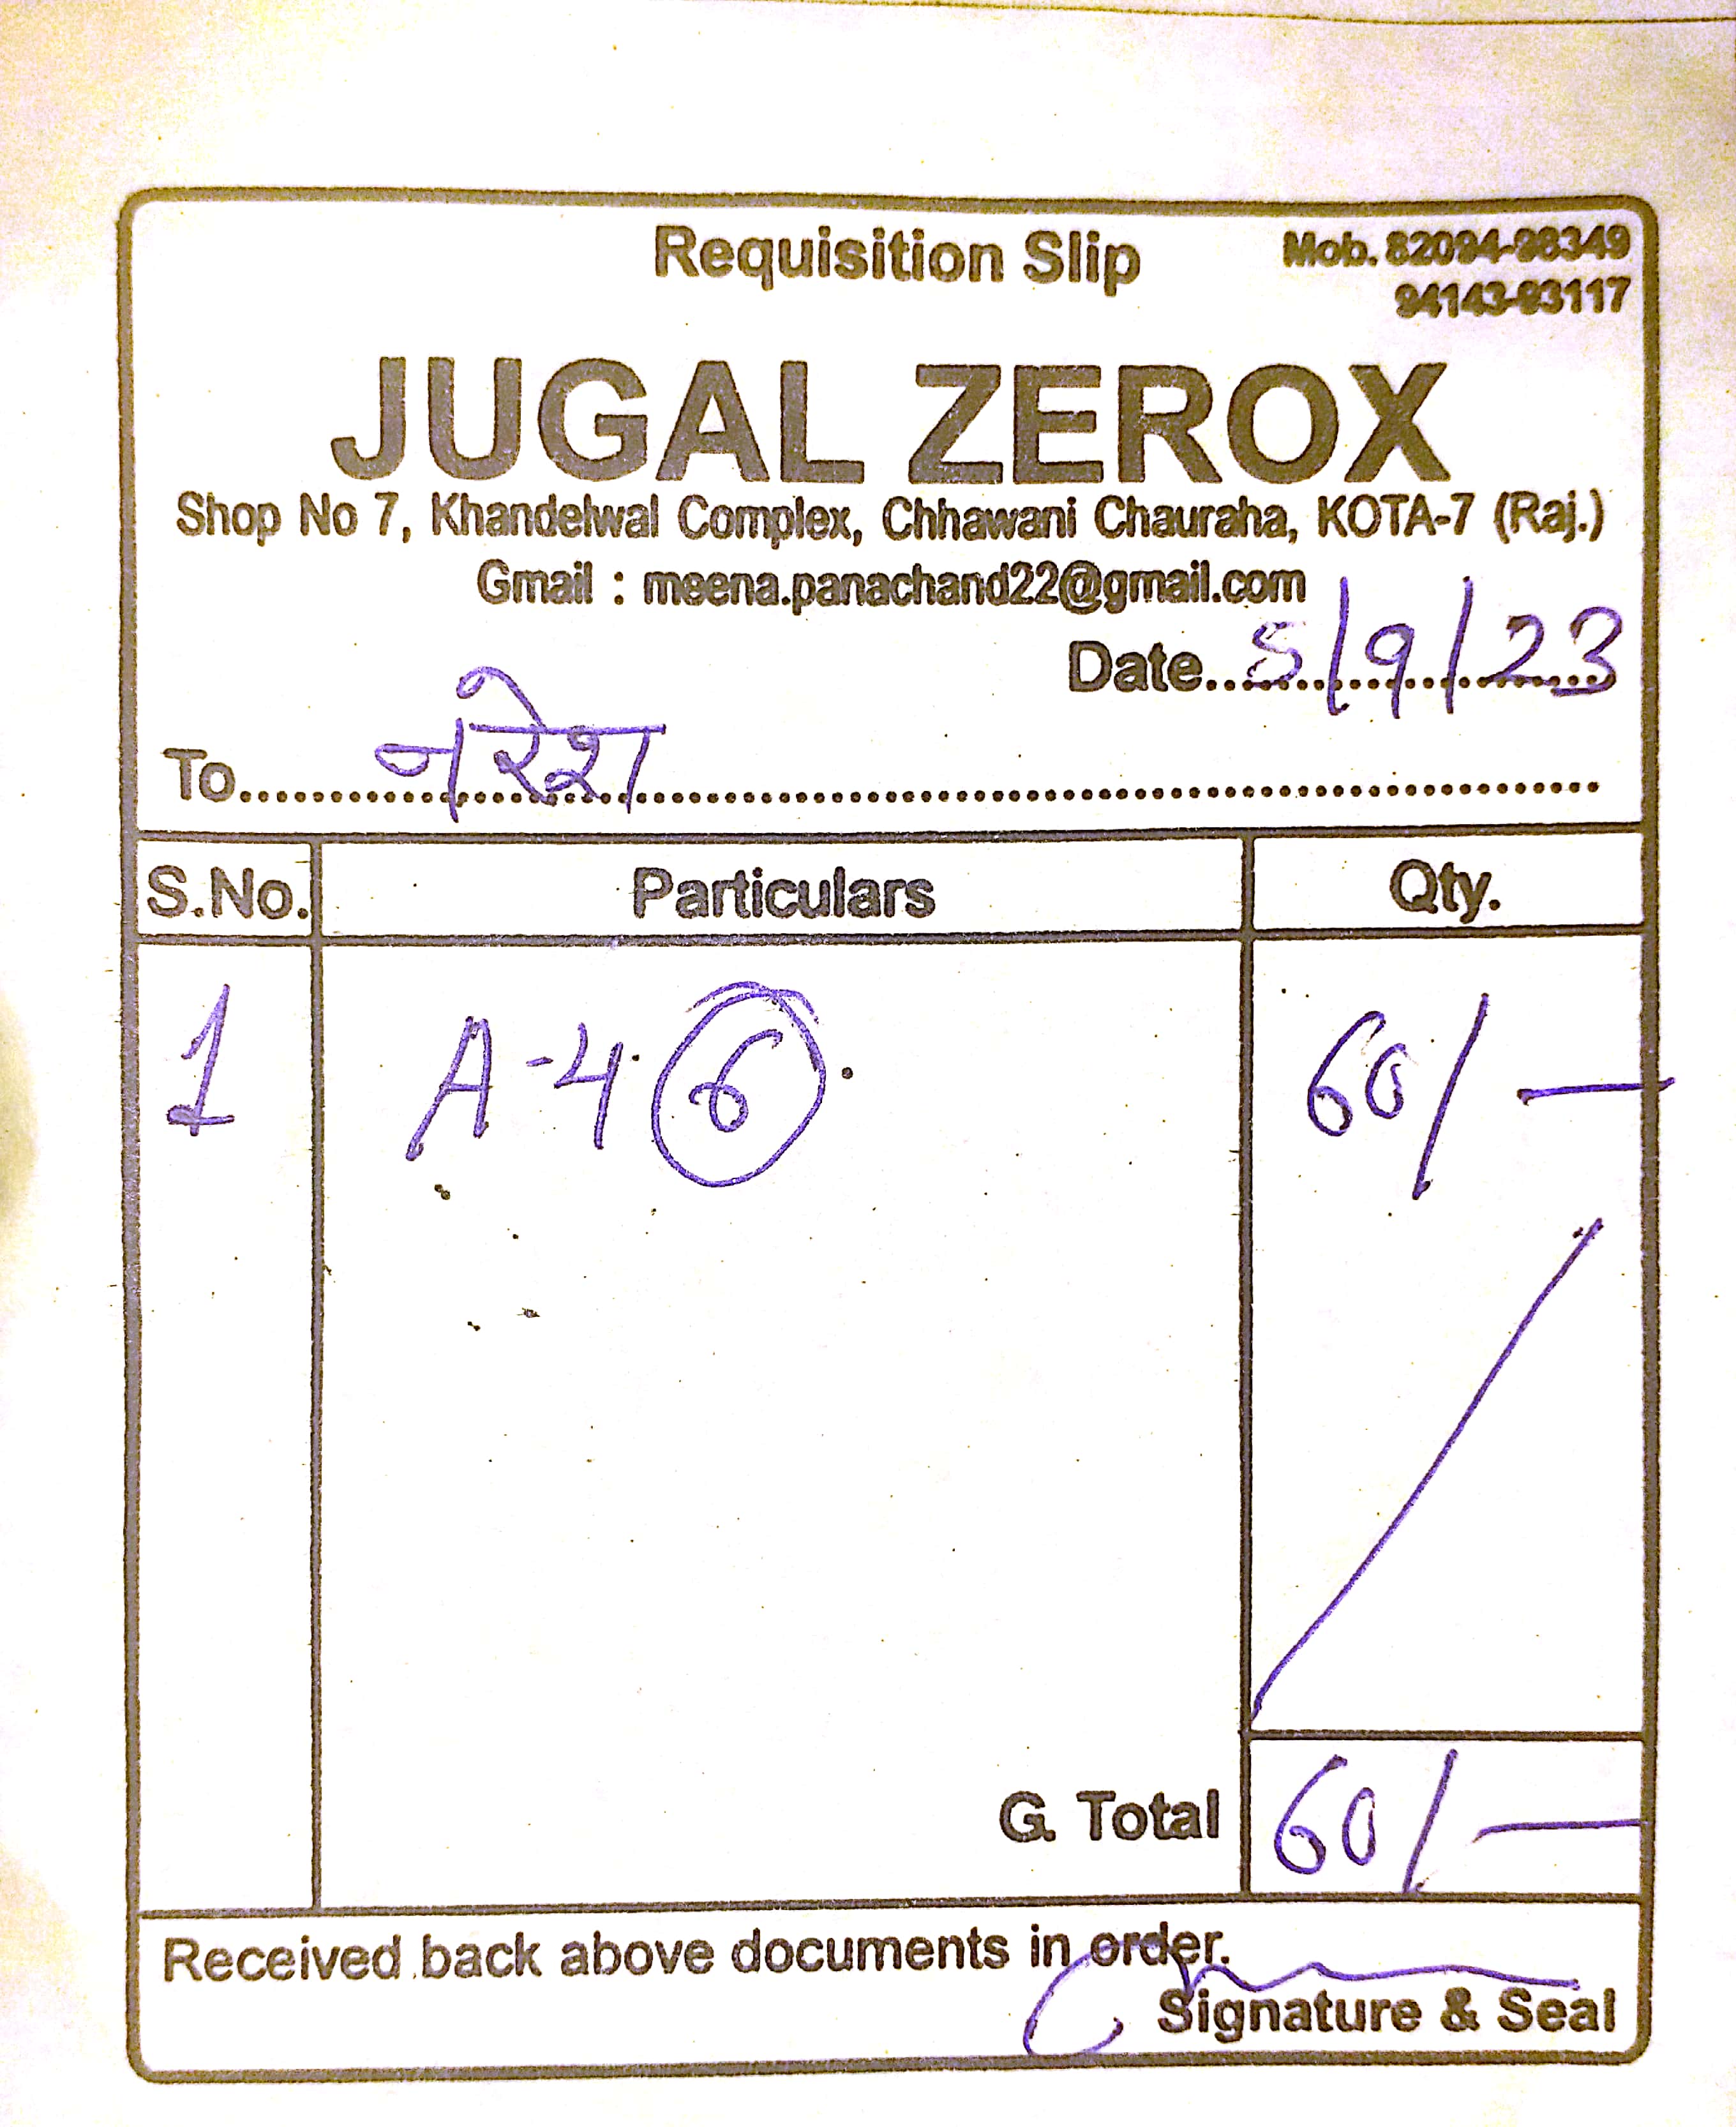 Requisition Slip
Mob. 82094-98349
94143-93117
JUGAL ZEROX
Shop No 7, Khandelwal Complex, Chhawani Chauraha, KOTA-7 (Raj.)
Gmail : meena.panachand22@gmail.com
Date 5/9/23
To नरेश
S.No. Particulars Qty.
1 A-4 6 60/-
G. Total 60/-
Received back above documents in order.
Signature & Seal